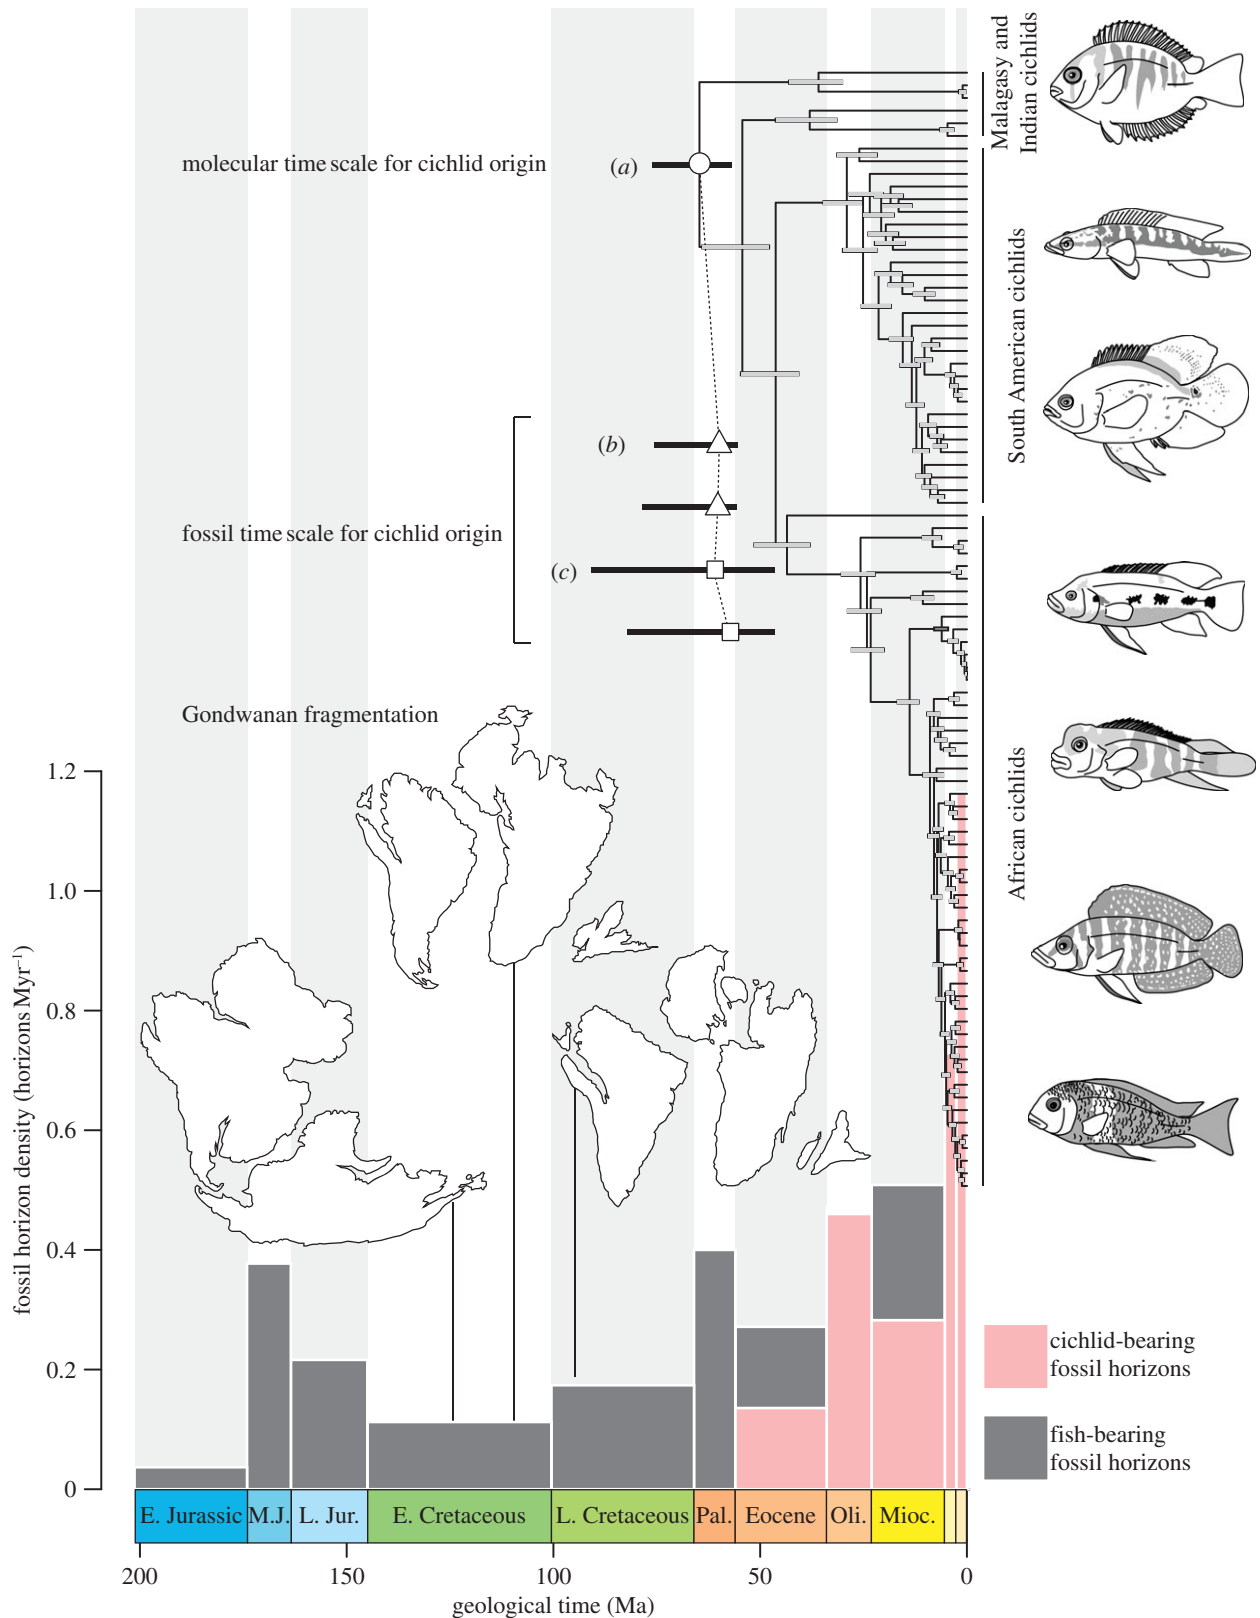 Malagasy and
Indian cichlids
molecular time scale for cichlid origin
(a)
South American cichlids
(b)
fossil time scale for cichlid origin
(c)
African cichlids
Gondwanan fragmentation
1.2
1.0
0.8
0.6
0.4
0.2
0
fossil horizon density (horizons Myr⁻¹)
cichlid-bearing
fossil horizons
fish-bearing
fossil horizons
E. Jurassic M.J. L. Jur. E. Cretaceous L. Cretaceous Pal. Eocene Oli. Mioc.
200 150 100 50 0
geological time (Ma)